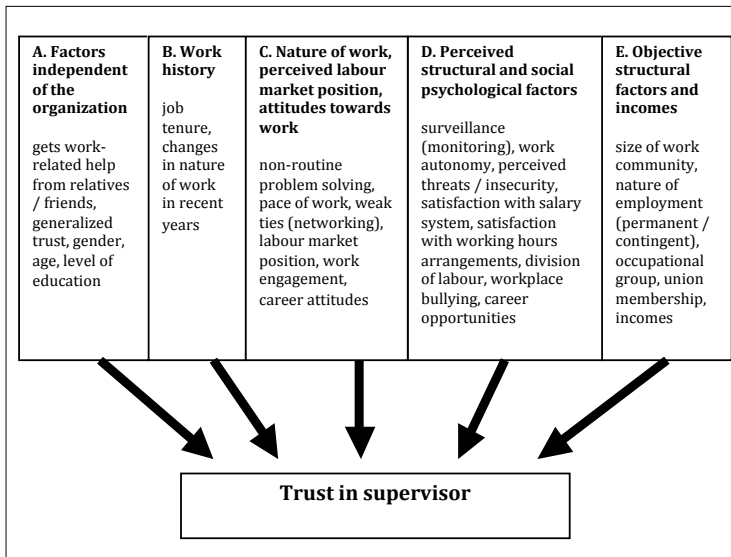 A. Factors
independent
of the
organization
gets work-
related help
from relatives
/ friends,
generalized
trust, gender,
age, level of
education
B. Work
history
job
tenure,
changes
in nature
of work
in recent
years
C. Nature of work,
perceived labour
market position,
attitudes towards
work
non-routine
problem solving,
pace of work, weak
ties (networking),
labour market
position, work
engagement,
career attitudes
D. Perceived
structural and social
psychological factors
surveillance
(monitoring), work
autonomy, perceived
threats / insecurity,
satisfaction with salary
system, satisfaction
with working hours
arrangements, division
of labour, workplace
bullying, career
opportunities
E. Objective
structural
factors and
incomes
size of work
community,
nature of
employment
(permanent /
contingent),
occupational
group, union
membership,
incomes
Trust in supervisor